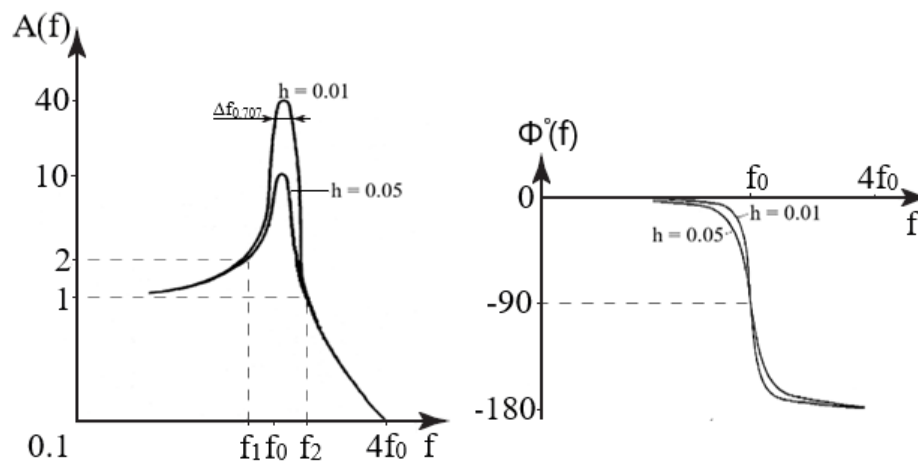 A(f)
40
h = 0.01
Δf0.707
10
h = 0.05
2
1
0.1
f1 f0 f2 4f0 f
Φ°(f)
f0 4f0
0
f
h = 0.01
h = 0.05
-90
-180